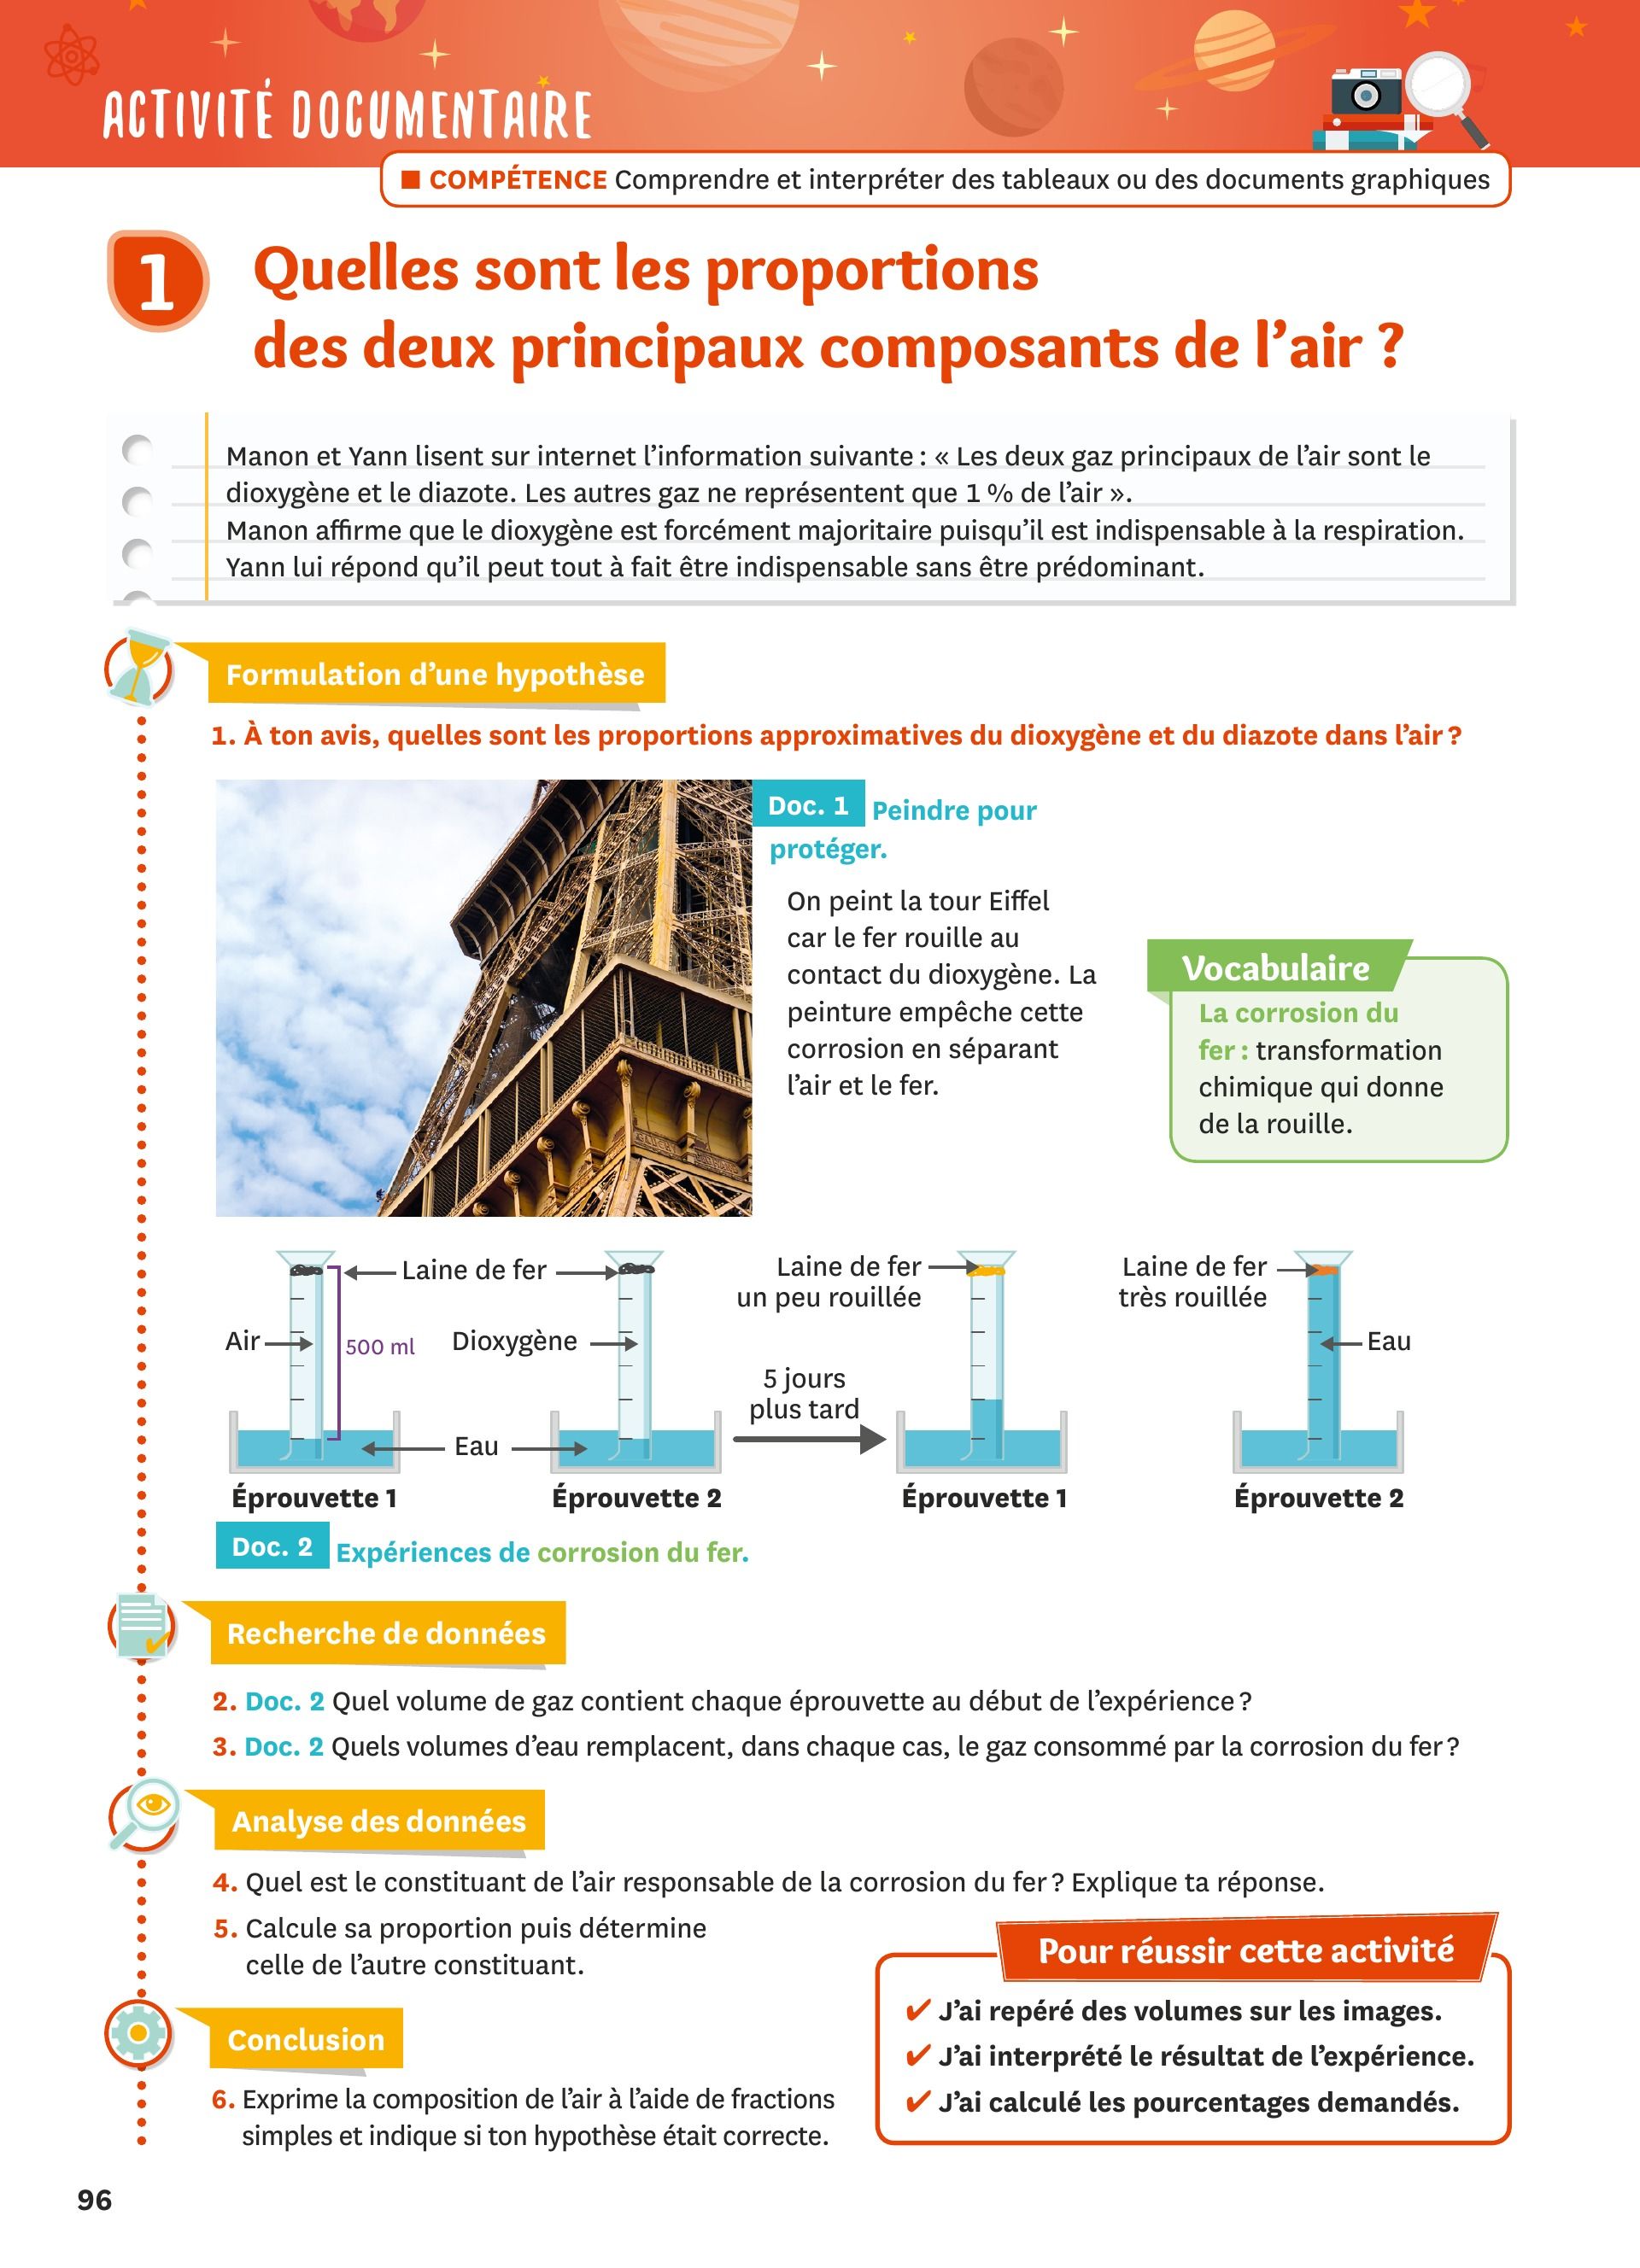 ACTIVITÉ DOCUMENTAIRE
■ COMPÉTENCE Comprendre et interpréter des tableaux ou des documents graphiques
1
Quelles sont les proportions
des deux principaux composants de l’air ?
Manon et Yann lisent sur internet l’information suivante : « Les deux gaz principaux de l’air sont le
dioxygène et le diazote. Les autres gaz ne représentent que 1 % de l’air ».
Manon affirme que le dioxygène est forcément majoritaire puisqu’il est indispensable à la respiration.
Yann lui répond qu’il peut tout à fait être indispensable sans être prédominant.
Formulation d’une hypothèse
1. À ton avis, quelles sont les proportions approximatives du dioxygène et du diazote dans l’air ?
Doc. 1 Peindre pour
protéger.
On peint la tour Eiffel
car le fer rouille au
contact du dioxygène. La
peinture empêche cette
corrosion en séparant
l’air et le fer.
Vocabulaire
La corrosion du
fer : transformation
chimique qui donne
de la rouille.
Laine de fer
Air
500 ml
Dioxygène
Eau
Éprouvette 1
Éprouvette 2
5 jours
plus tard
Laine de fer
un peu rouillée
Éprouvette 1
Laine de fer
très rouillée
Eau
Éprouvette 2
Doc. 2 Expériences de corrosion du fer.
Recherche de données
2. Doc. 2 Quel volume de gaz contient chaque éprouvette au début de l’expérience ?
3. Doc. 2 Quels volumes d’eau remplacent, dans chaque cas, le gaz consommé par la corrosion du fer ?
Analyse des données
4. Quel est le constituant de l’air responsable de la corrosion du fer ? Explique ta réponse.
5. Calcule sa proportion puis détermine
celle de l’autre constituant.
Conclusion
6. Exprime la composition de l’air à l’aide de fractions
simples et indique si ton hypothèse était correcte.
Pour réussir cette activité
✔ J’ai repéré des volumes sur les images.
✔ J’ai interprété le résultat de l’expérience.
✔ J’ai calculé les pourcentages demandés.
96